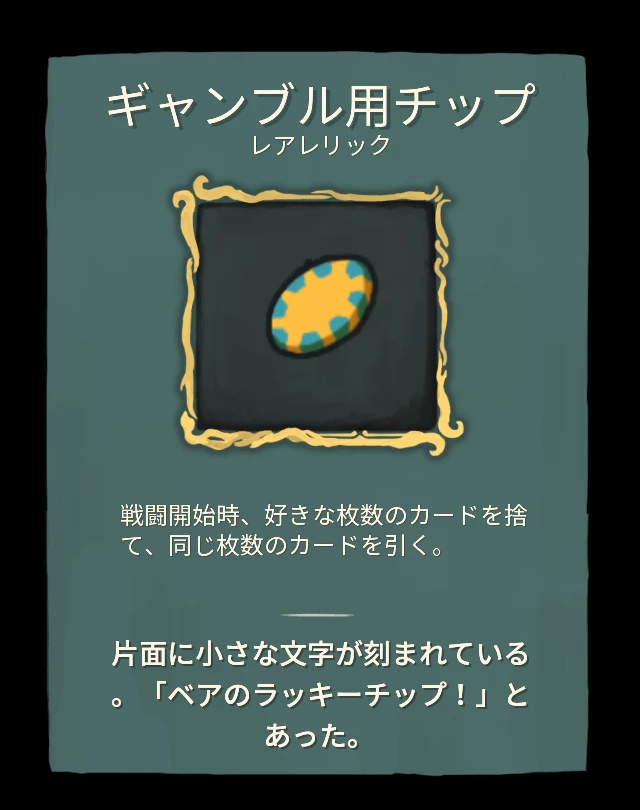 ギャンブル用チップ
レアレリック
戦闘開始時、好きな枚数のカードを捨
て、同じ枚数のカードを引く。
片面に小さな文字が刻まれている
。「ベアのラッキーチップ！」と
あった。